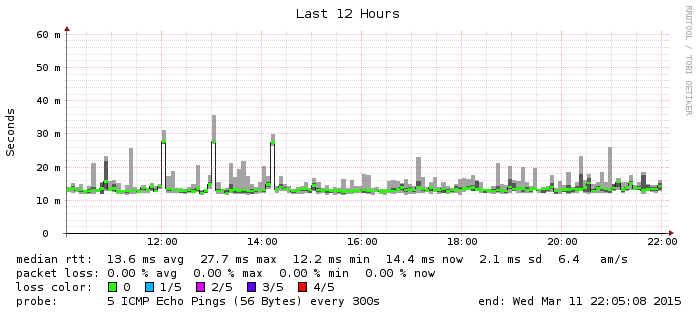 Last 12 Hours
RRDTOOL / TOBI OETIKER
Seconds
60 m
50 m
40 m
30 m
20 m
10 m
0
12:00 14:00 16:00 18:00 20:00 22:00
median rtt: 13.6 ms avg 27.7 ms max 12.2 ms min 14.4 ms now 2.1 ms sd 6.4 am/s
packet loss: 0.00 % avg 0.00 % max 0.00 % min 0.00 % now
loss color: 0 1/5 2/5 3/5 4/5
probe: 5 ICMP Echo Pings (56 Bytes) every 300s end: Wed Mar 11 22:05:08 2015